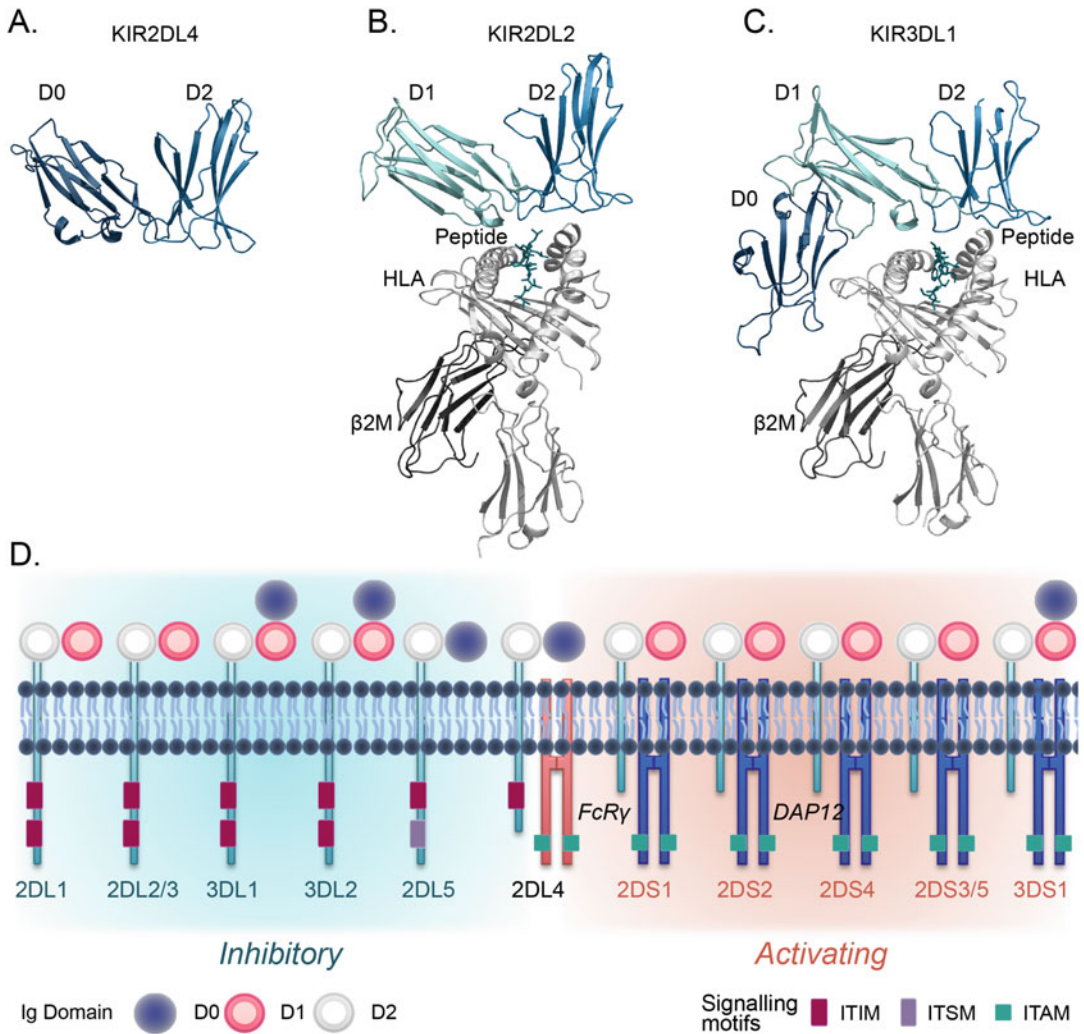 A.
KIR2DL4
D0
D2
B.
KIR2DL2
D1
D2
Peptide
HLA
β2M
C.
KIR3DL1
D1
D2
D0
Peptide
HLA
β2M
D.
FcRγ
DAP12
2DL1
2DL2/3
3DL1
3DL2
2DL5
2DL4
2DS1
2DS2
2DS4
2DS3/5
3DS1
Inhibitory
Activating
Ig Domain D0 D1 D2
Signalling
motifs ITIM ITSM ITAM